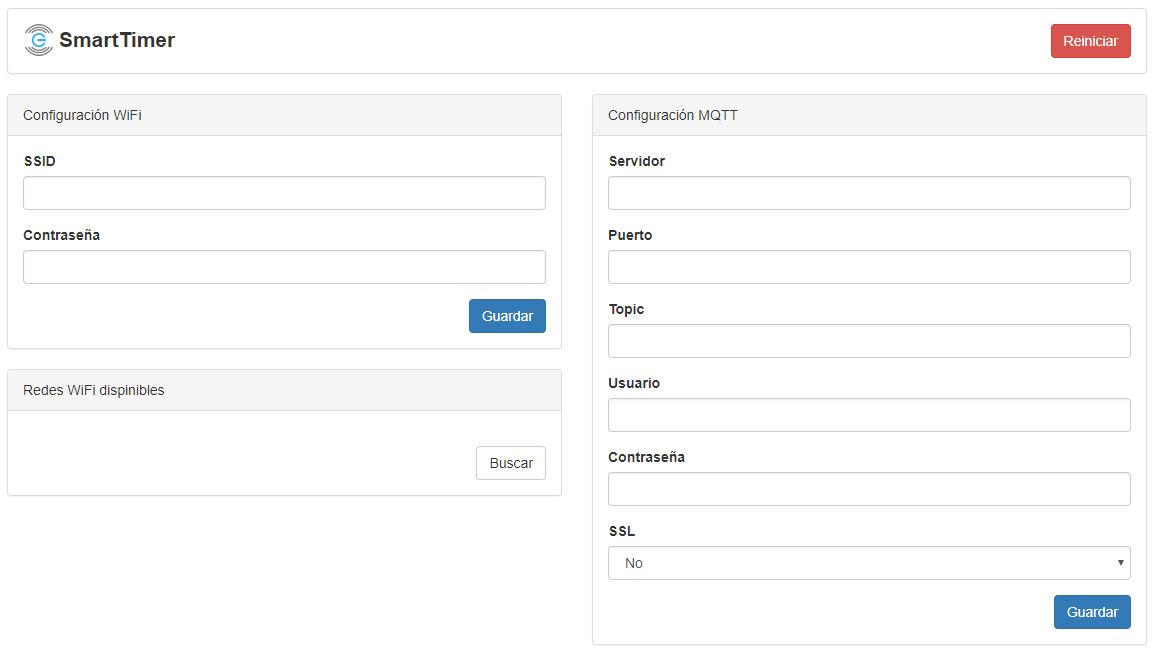 SmartTimer
Reiniciar
Configuración WiFi
SSID
Contraseña
Guardar
Redes WiFi dispinibles
Buscar
Configuración MQTT
Servidor
Puerto
Topic
Usuario
Contraseña
SSL
No
Guardar